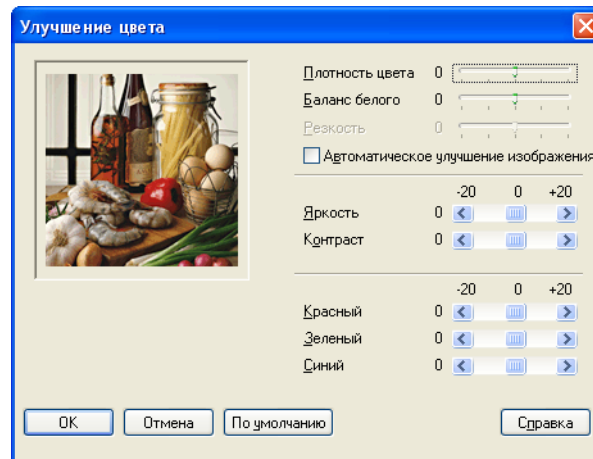 Улучшение цвета
Плотность цвета 0
Баланс белого 0
Резкость 0
Автоматическое улучшение изображения
-20 0 +20
Яркость 0
Контраст 0
-20 0 +20
Красный 0
Зеленый 0
Синий 0
OK Отмена По умолчанию Справка